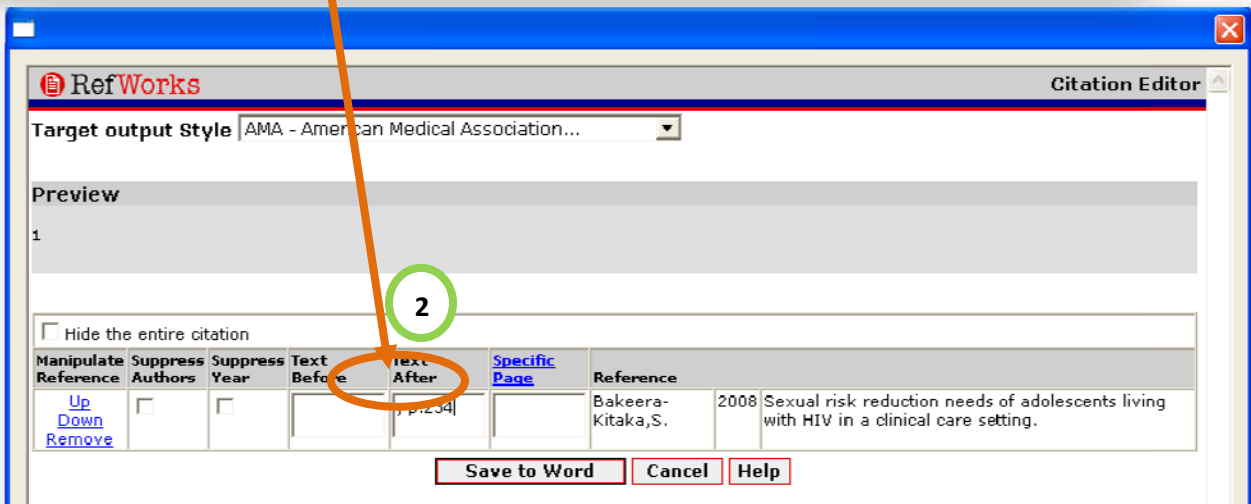 RefWorks Citation Editor
Target output Style AMA - American Medical Association...
Preview
1
2
Hide the entire citation
Manipulate Reference Suppress Authors Suppress Year Text Before Text After Specific Page Reference
Up , p.234 Bakeera- 2008 Sexual risk reduction needs of adolescents living
Down Kitaka,S. with HIV in a clinical care setting.
Remove
Save to Word Cancel Help